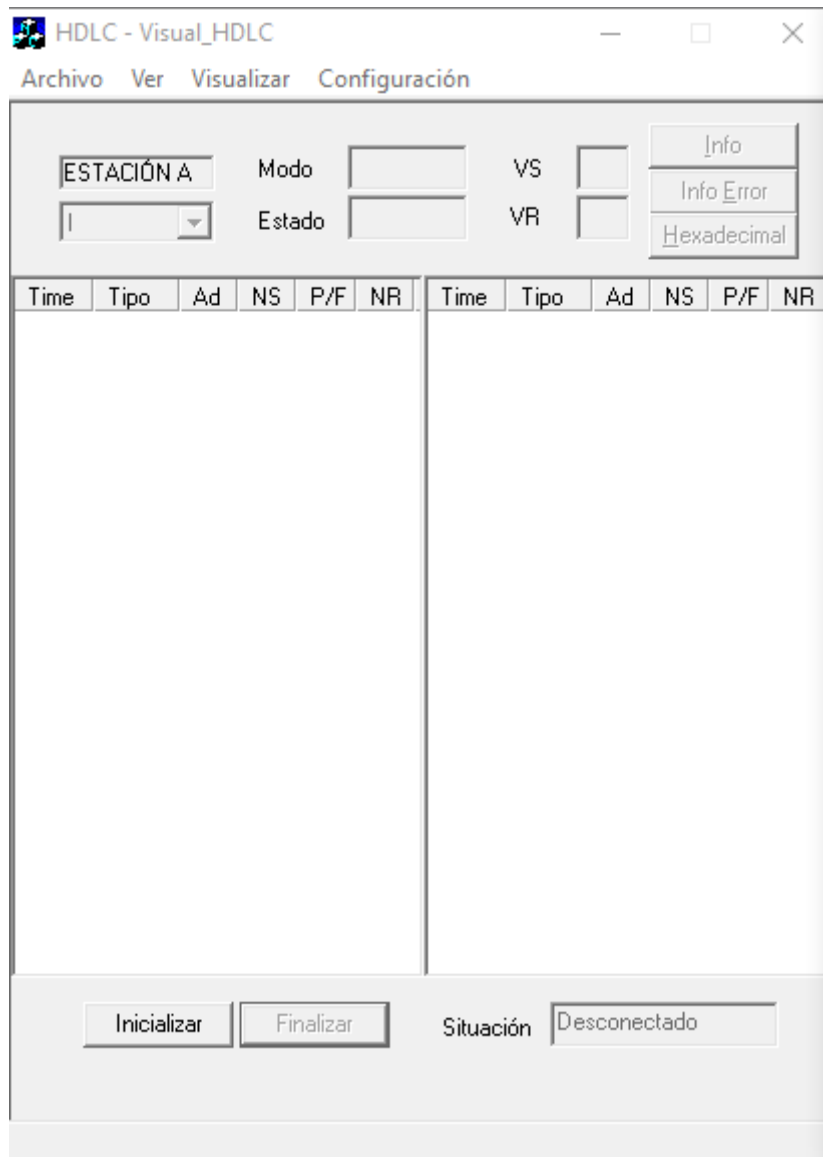 HDLC - Visual_HDLC
Archivo Ver Visualizar Configuración
ESTACIÓN A Modo VS Info
Info Error
I Estado VR Hexadecimal
Time Tipo Ad NS P/F NR Time Tipo Ad NS P/F NR
Inicializar Finalizar Situación Desconectado